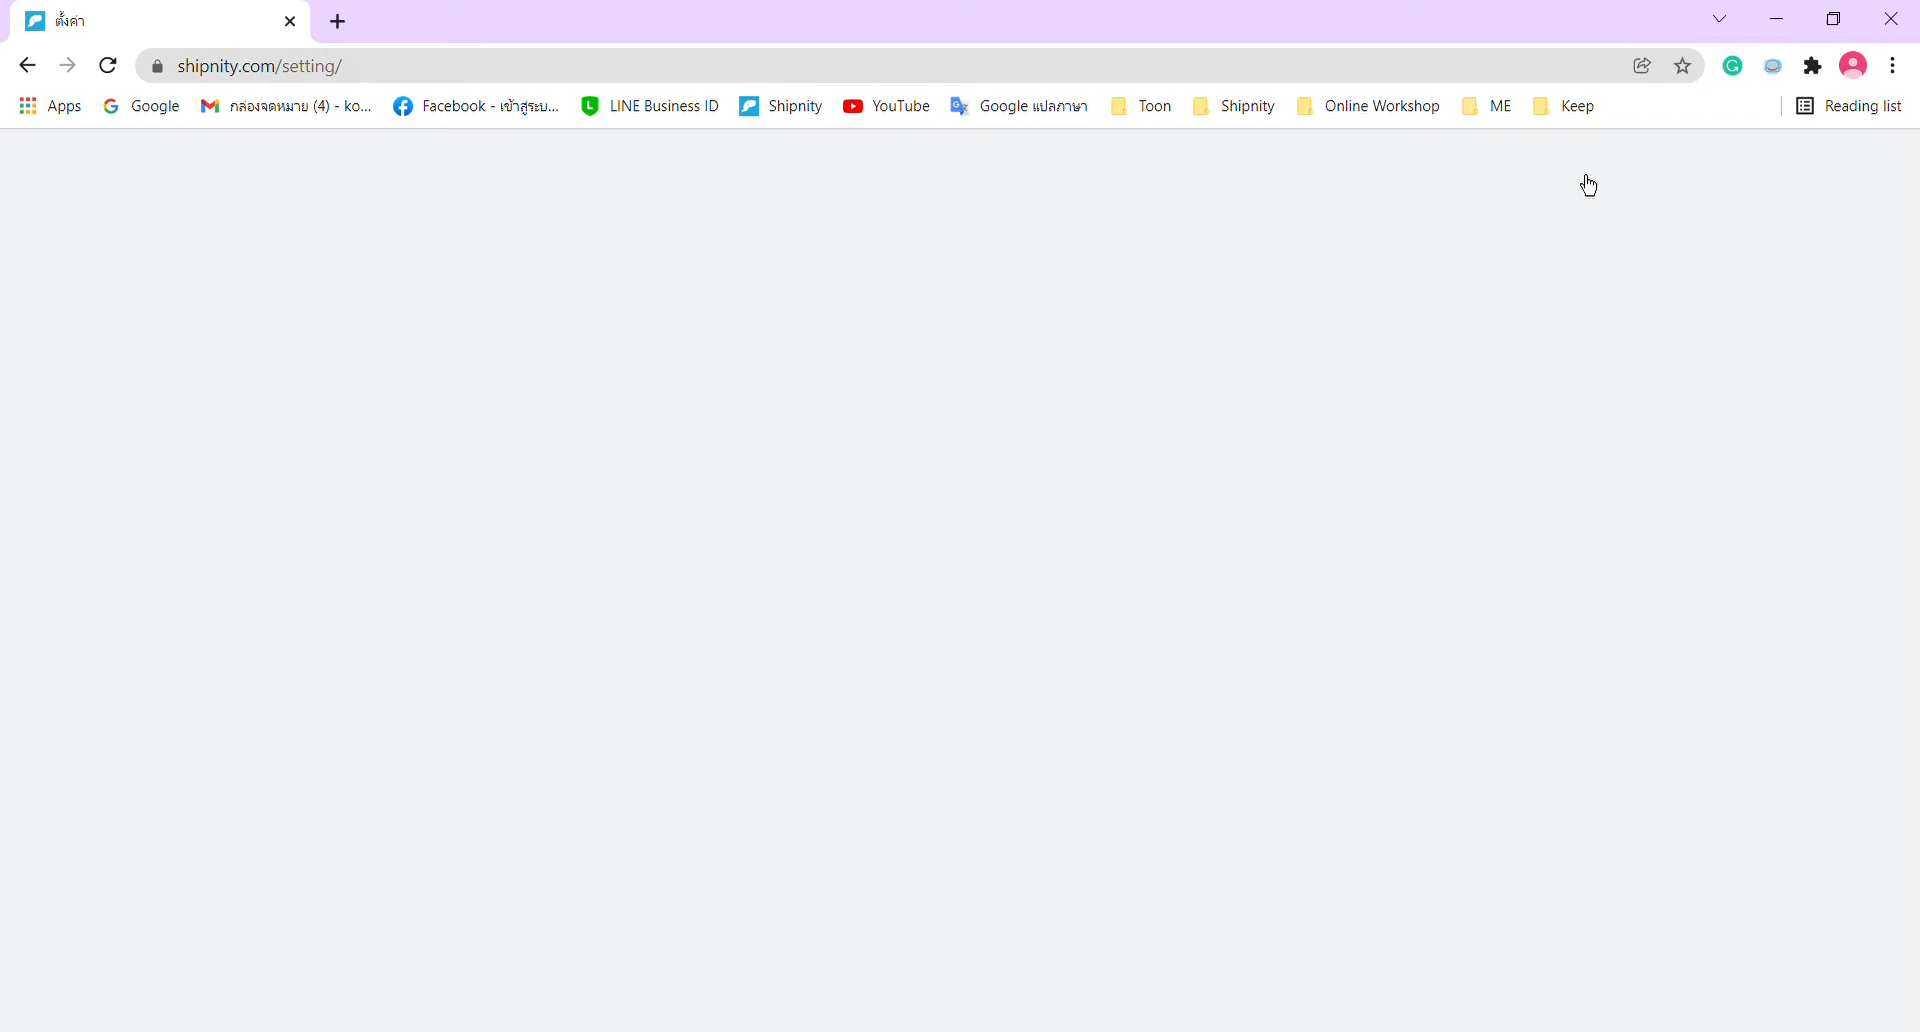 ตั้งค่า
shipnity.com/setting/
Apps Google กล่องจดหมาย (4) - ko... Facebook - เข้าสู่ระบ... LINE Business ID Shipnity YouTube Google แปลภาษา Toon Shipnity Online Workshop ME Keep Reading list